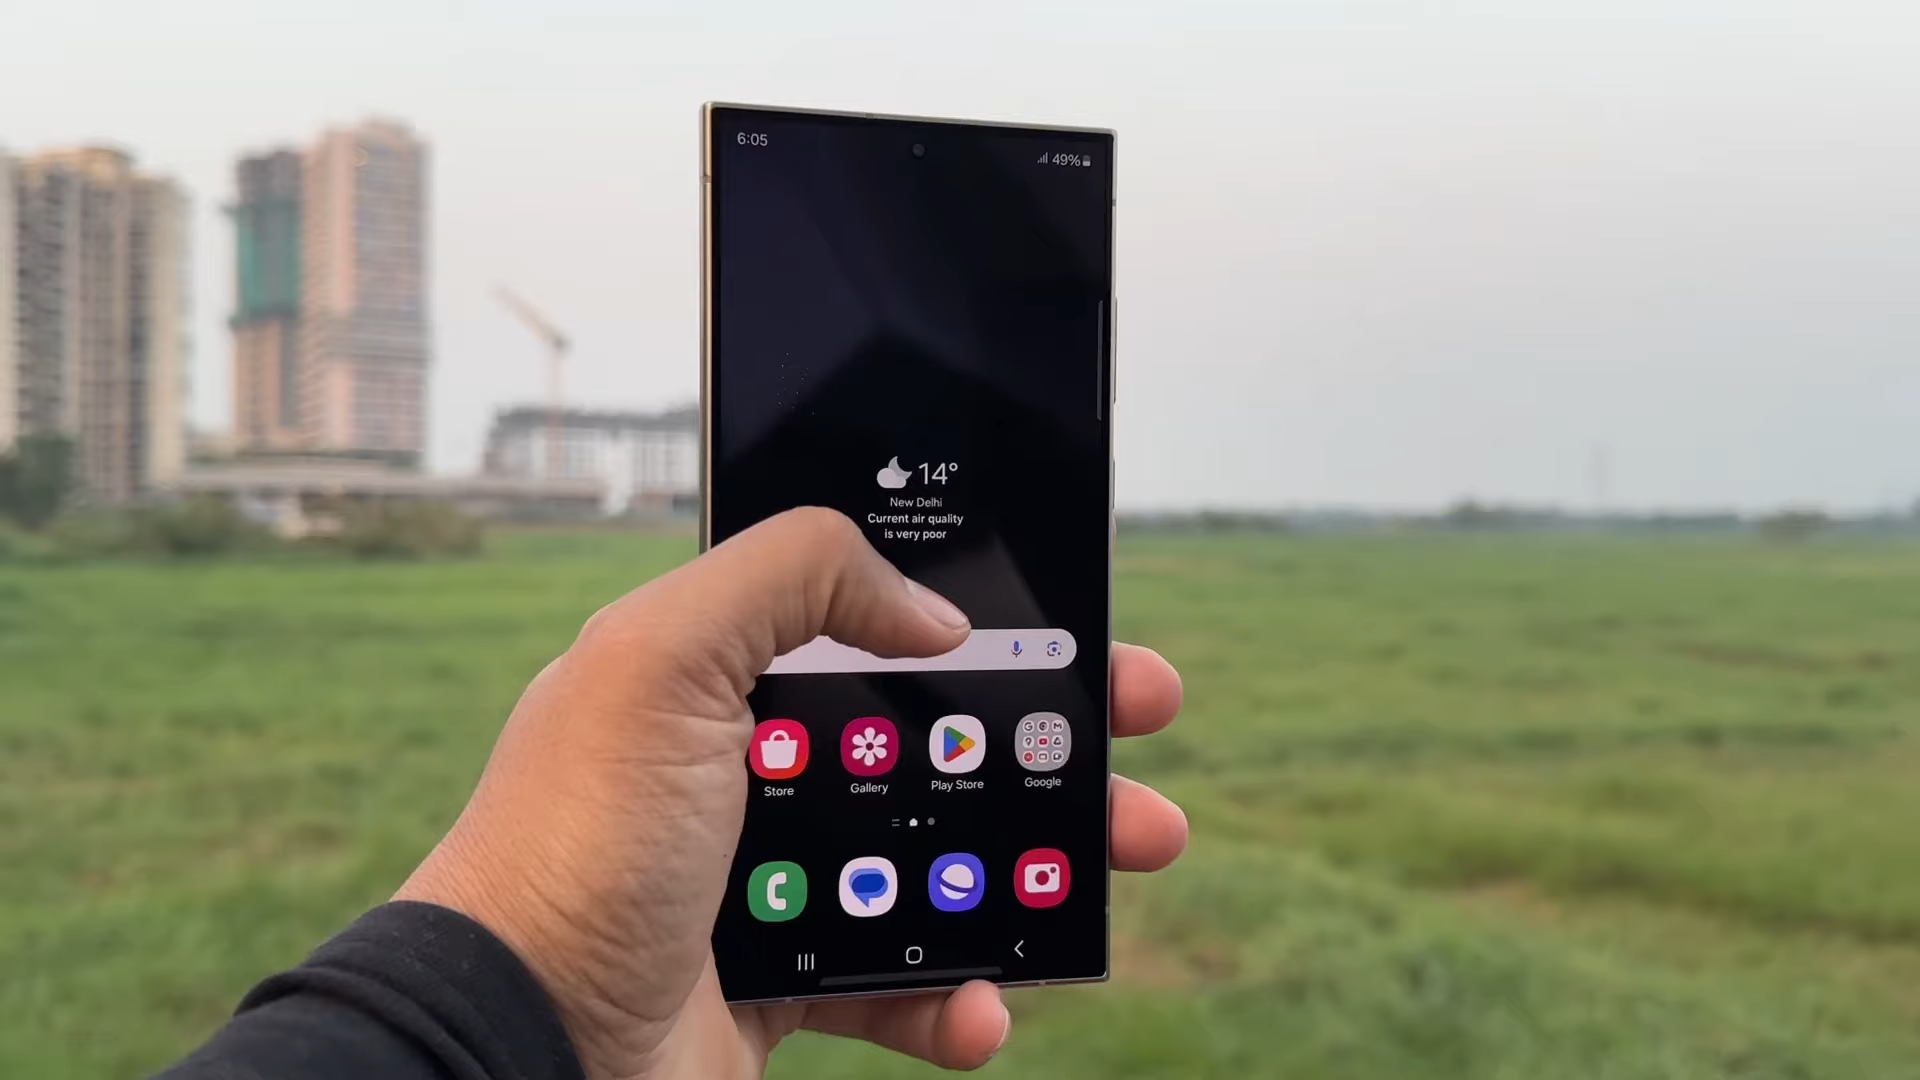 6:05
49%
14°
New Delhi
Current air quality
is very poor
Store
Gallery
Play Store
Google